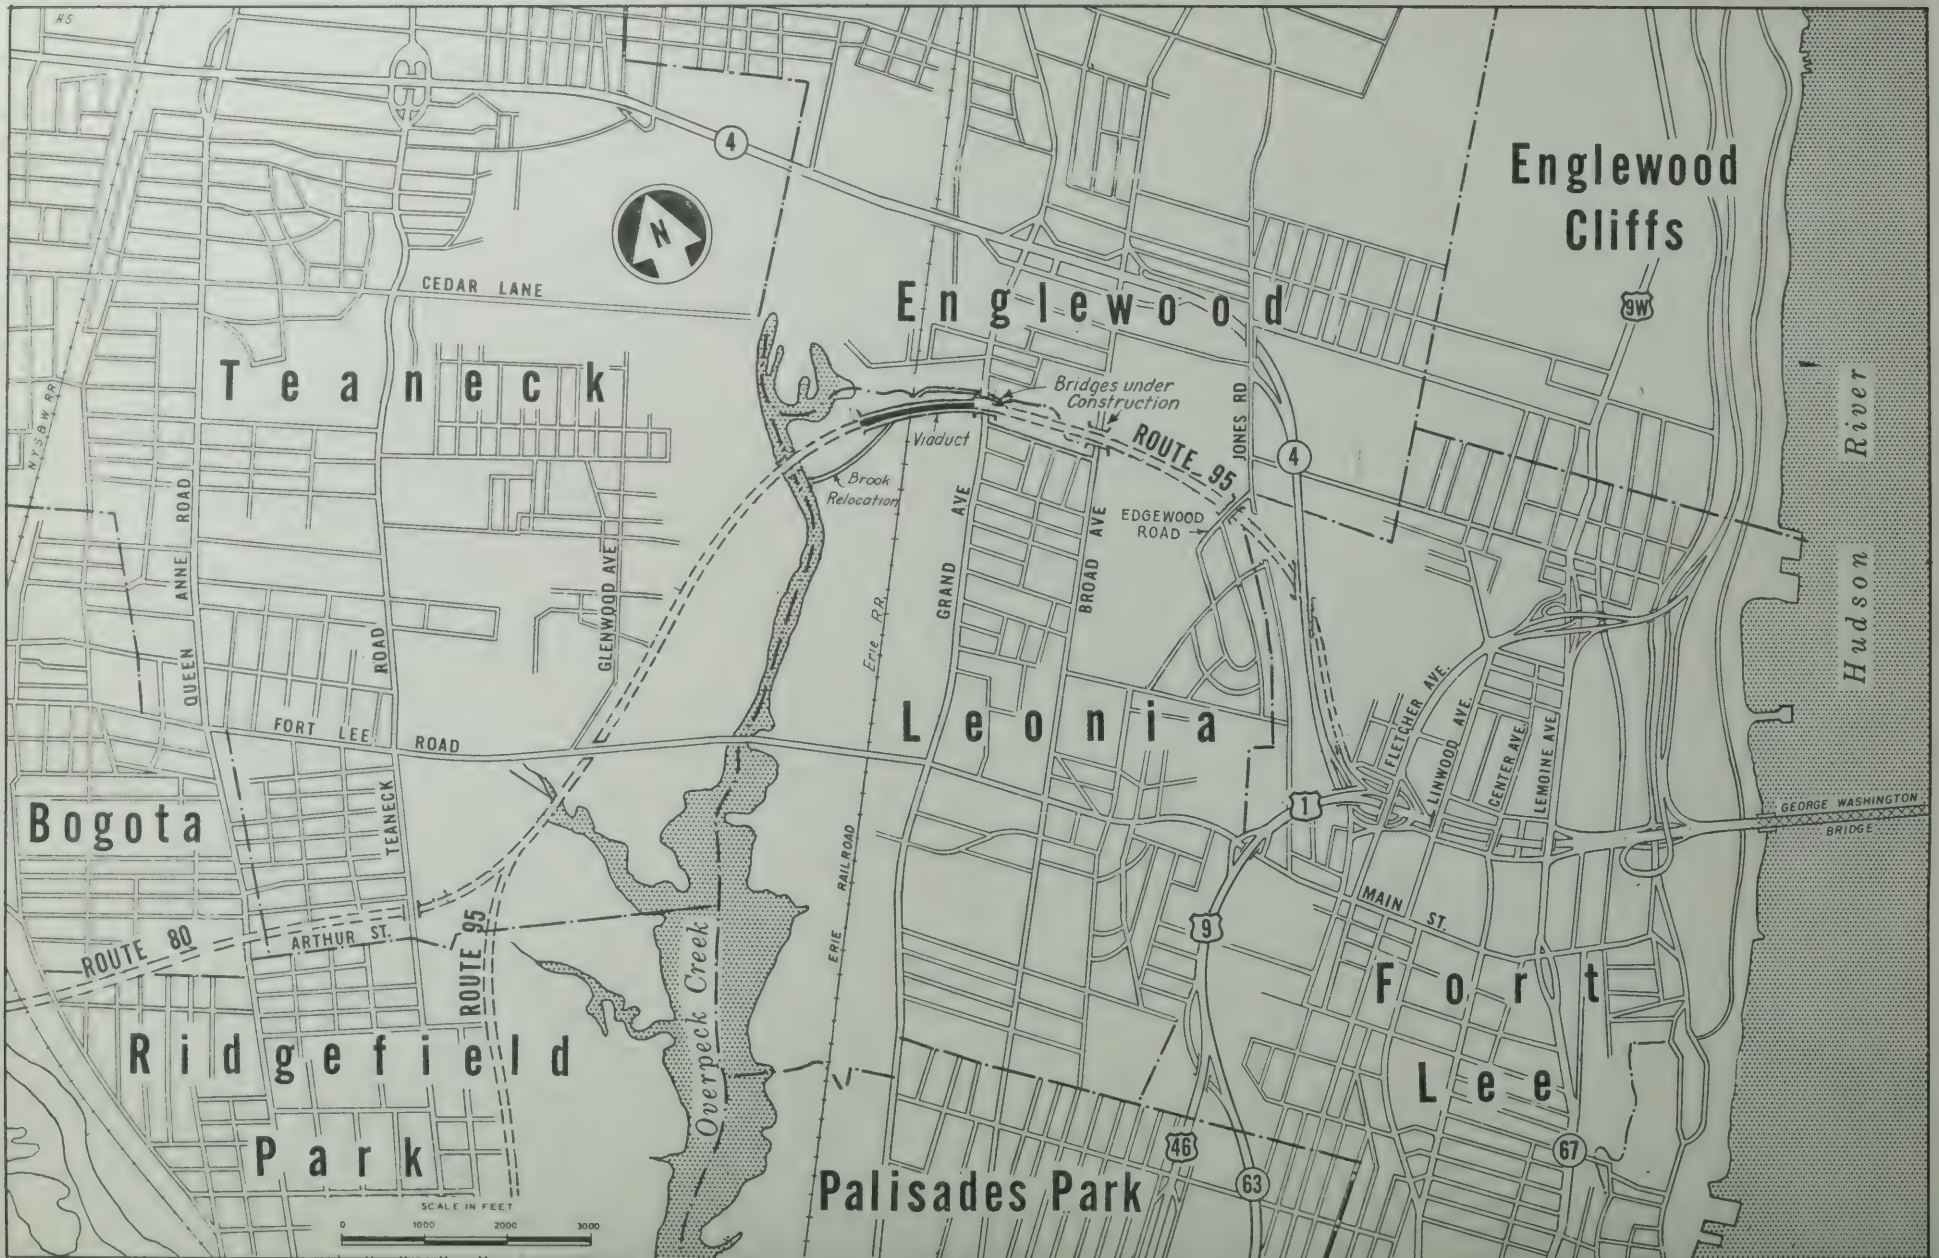 4
N
Englewood
Cliffs
9W
CEDAR LANE
Englewood
Teaneck
N.Y.S.&W. RR.
Bridges under
Construction
Viaduct
Brook
Relocation
ROUTE 95
JONES RD
4
EDGEWOOD
ROAD
Hudson River
QUEEN ANNE ROAD
GLENWOOD AVE
GRAND AVE
BROAD AVE
Erie RR.
TEANECK ROAD
FORT LEE ROAD
Leonia
FLETCHER AVE.
LINWOOD AVE.
CENTER AVE.
LEMOINE AVE.
1
GEORGE WASHINGTON
BRIDGE
Bogota
ERIE RAILROAD
MAIN ST.
9
ROUTE 80
ARTHUR ST.
ROUTE 95
Overpeck Creek
Fort
Lee
Ridgefield
Park
46
67
63
Palisades Park
SCALE IN FEET
0 1000 2000 3000